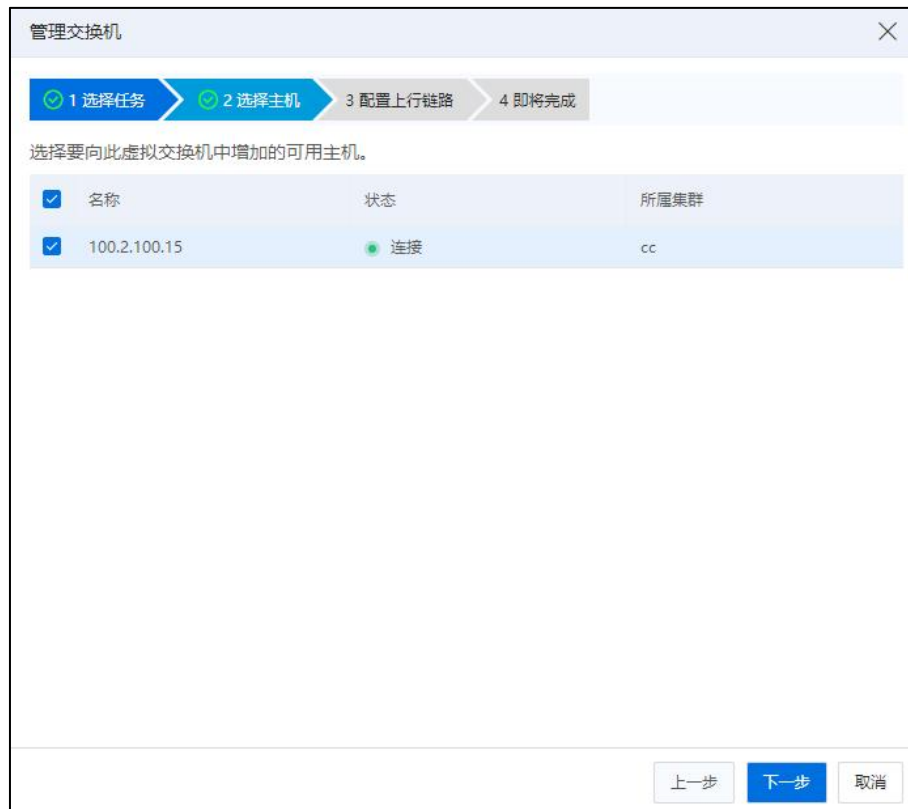 管理交换机
1 选择任务 2 选择主机 3 配置上行链路 4 即将完成
选择要向此虚拟交换机中增加的可用主机。
名称 状态 所属集群
100.2.100.15 连接 cc
上一步 下一步 取消